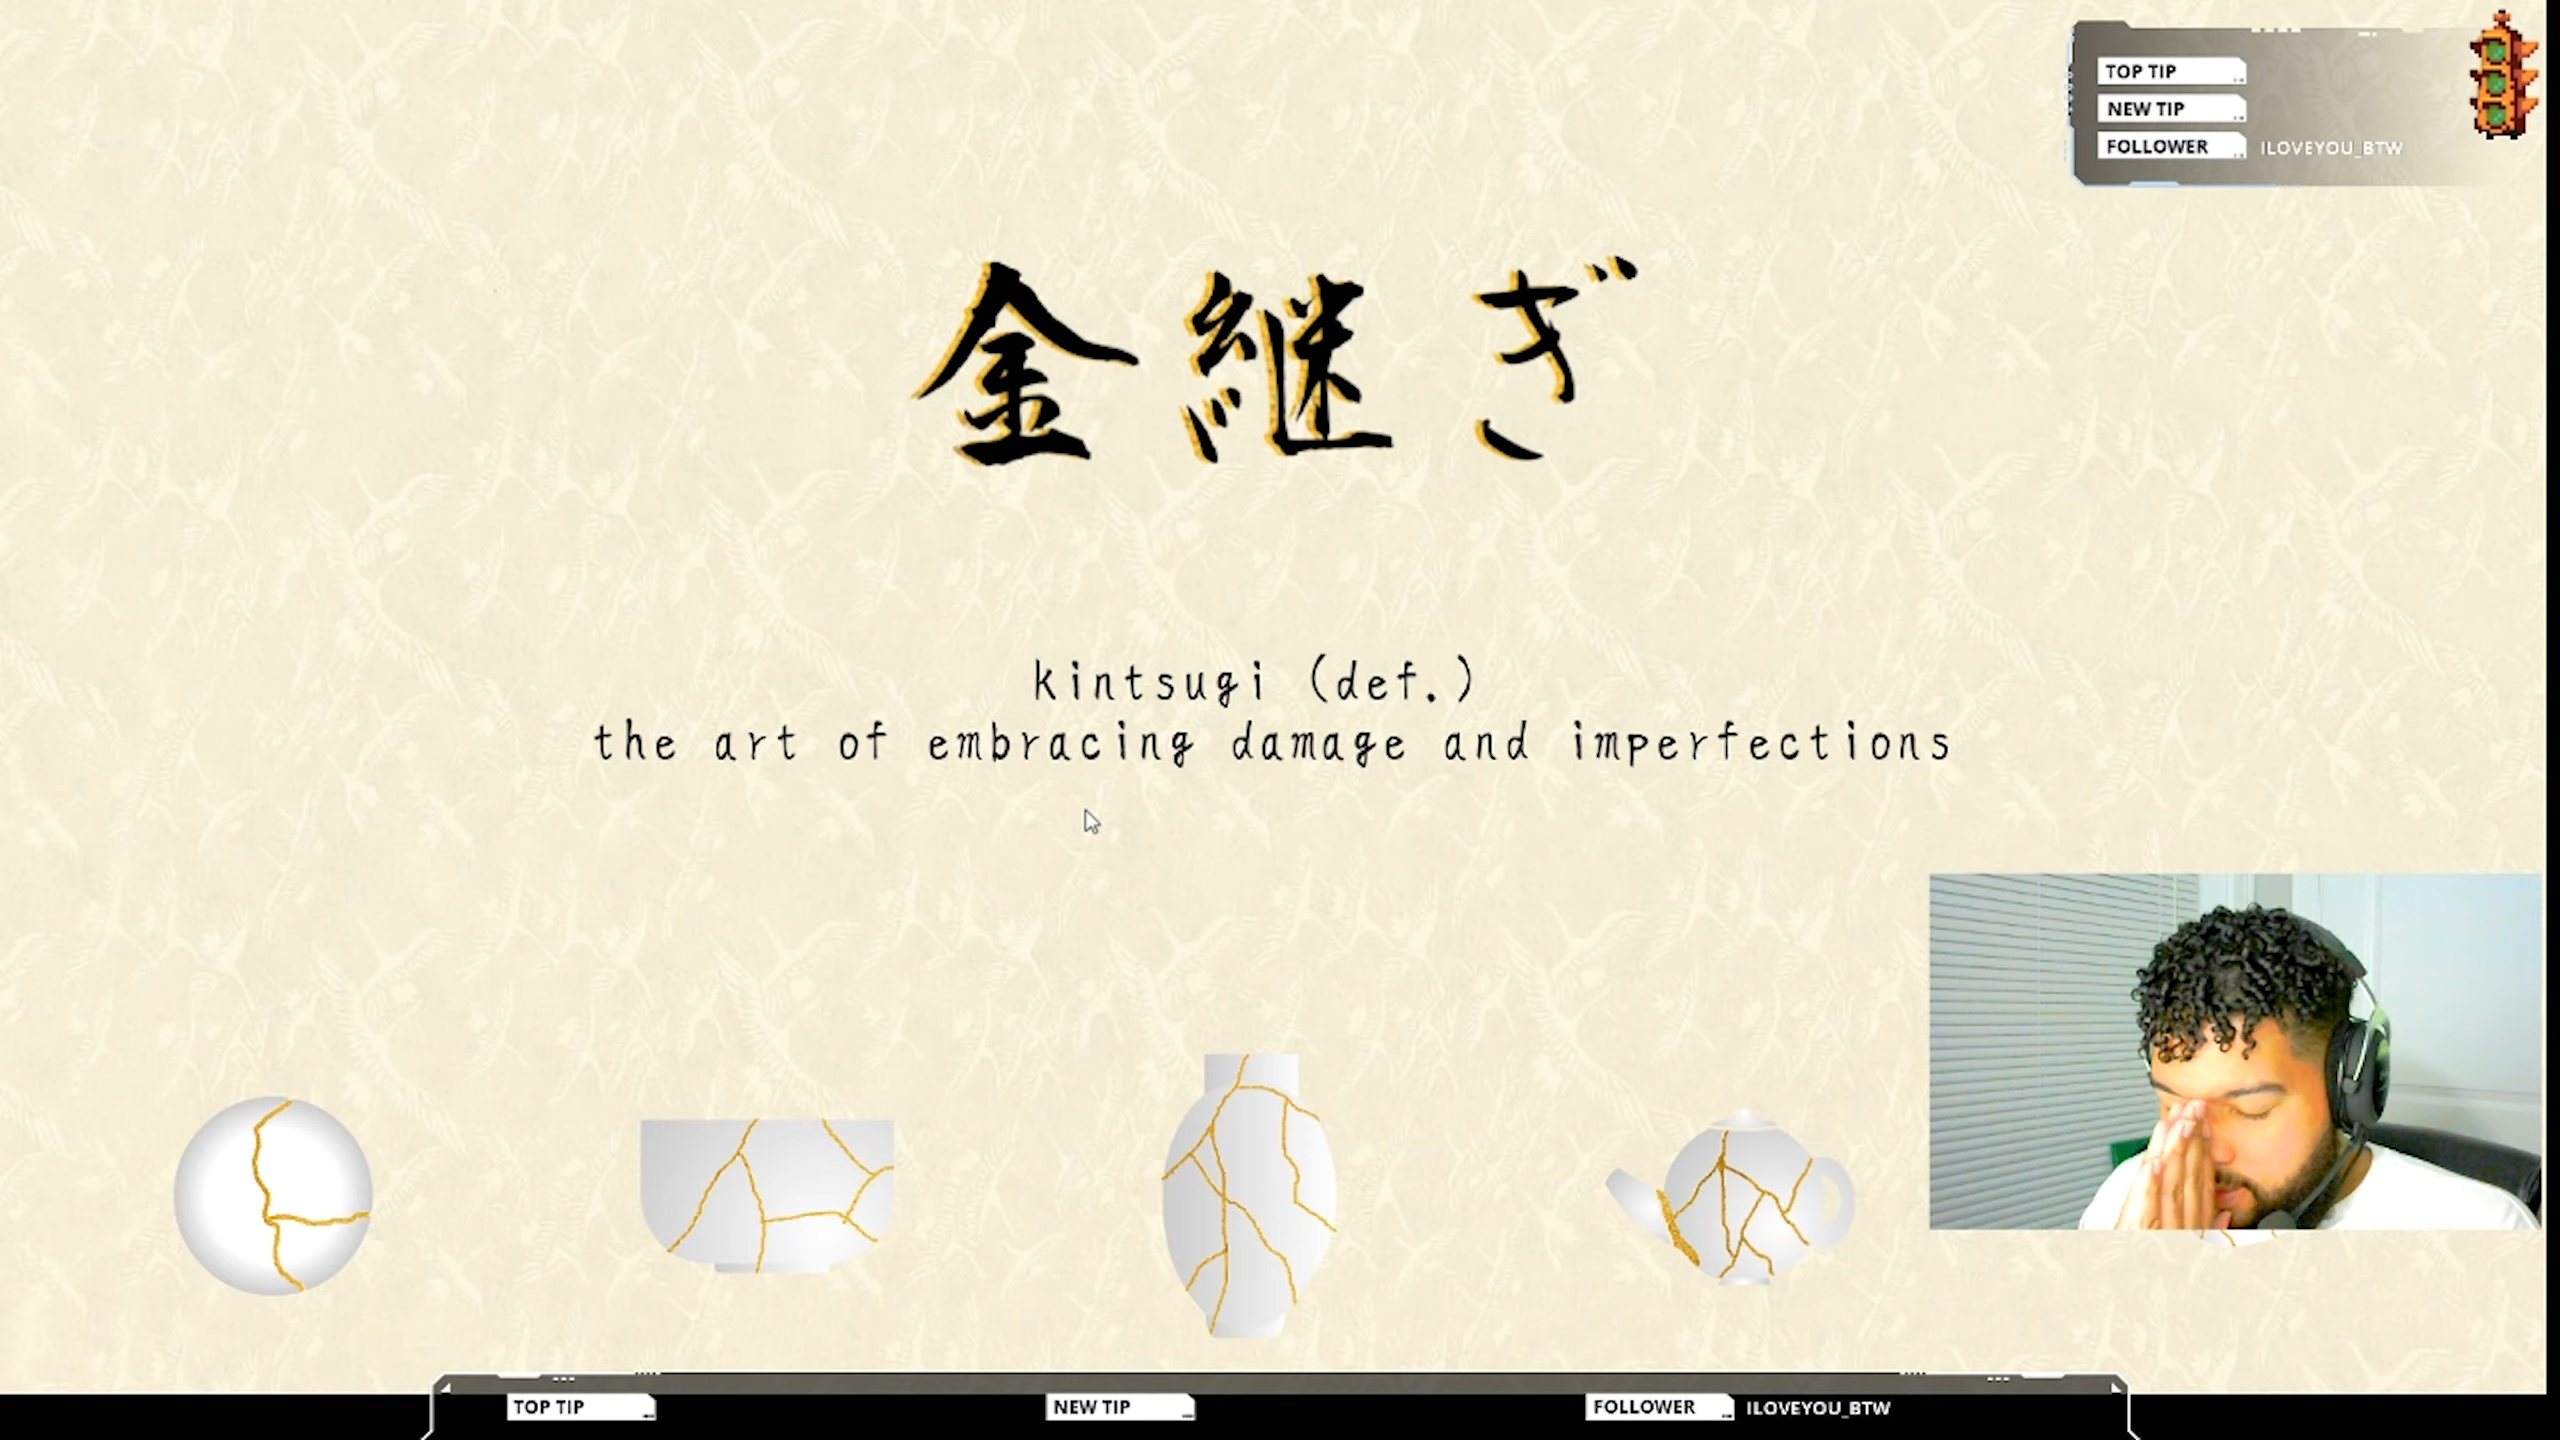 TOP TIP
NEW TIP
FOLLOWER ILOVEYOU_BTW
金継ぎ
kintsugi (def.)
the art of embracing damage and imperfections
TOP TIP NEW TIP FOLLOWER ILOVEYOU_BTW